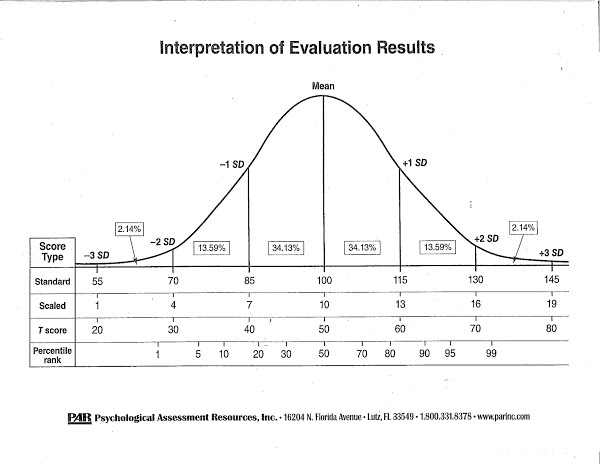 Interpretation of Evaluation Results
Mean
–1 SD
+1 SD
2.14%
2.14%
–2 SD
+2 SD
13.59%
34.13%
34.13%
13.59%
–3 SD
+3 SD
Score
Type
Standard 55 70 85 100 115 130 145
Scaled 1 4 7 10 13 16 19
T score 20 30 40 50 60 70 80
Percentile
rank 1 5 10 20 30 50 70 80 90 95 99
PAR Psychological Assessment Resources, Inc. • 16204 N. Florida Avenue • Lutz, FL 33549 • 1.800.331.8378 • www.parinc.com